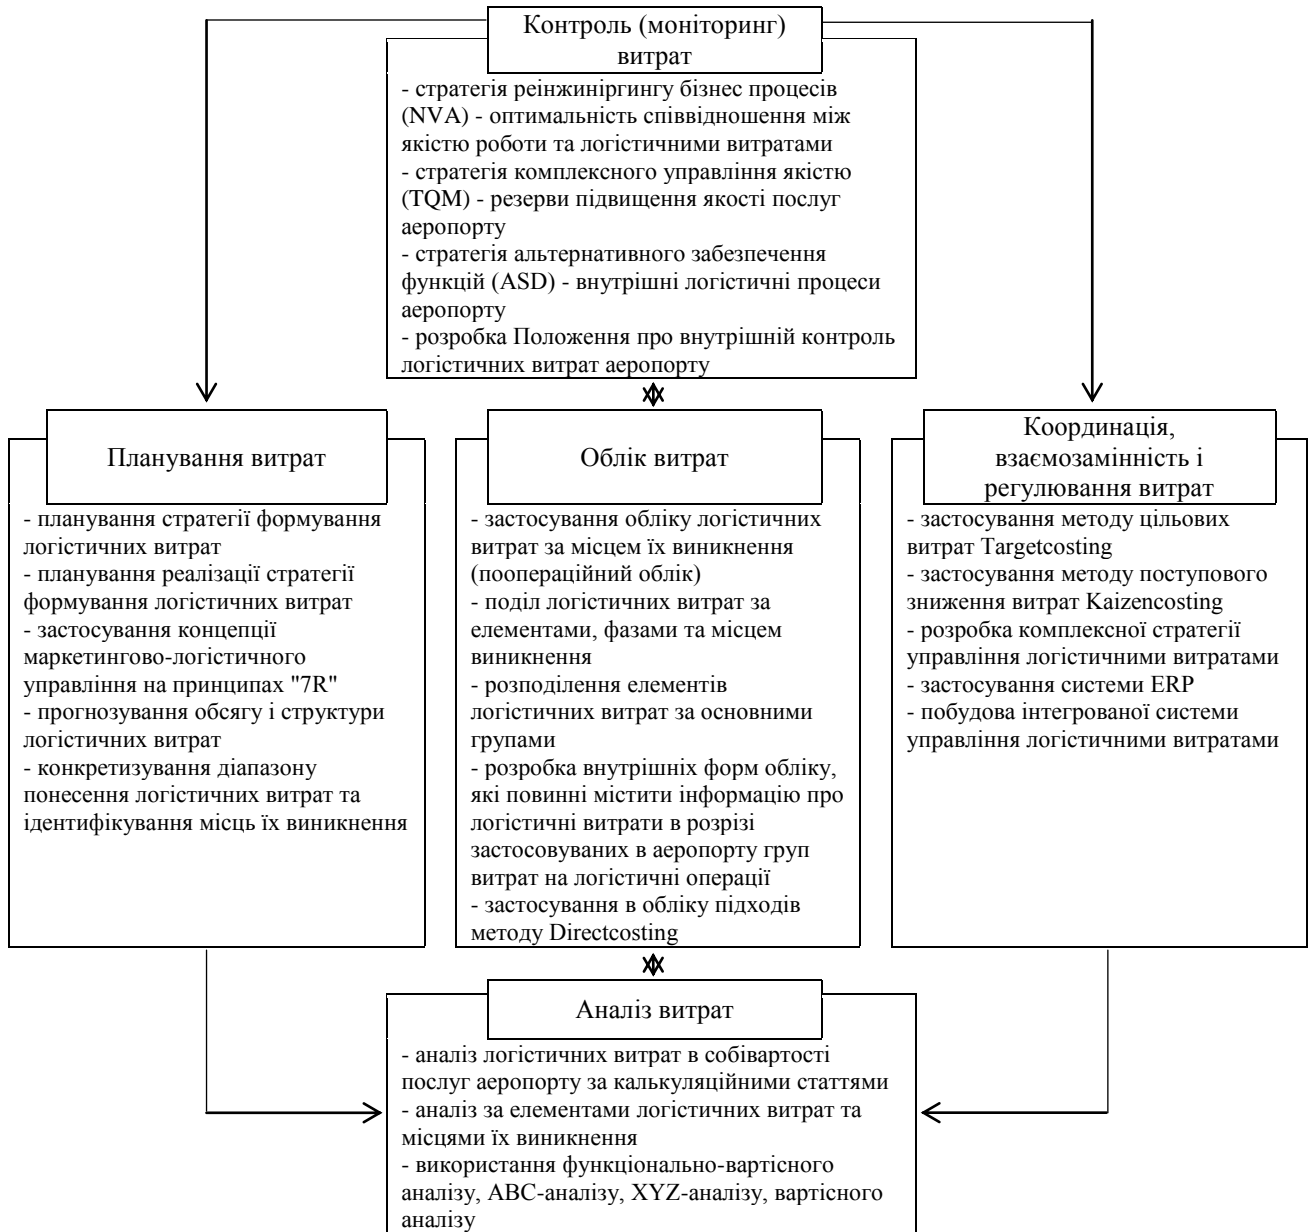 Контроль (моніторинг)
витрат
- стратегія реінжинірингу бізнес процесів
(NVA) - оптимальність співвідношення між
якістю роботи та логістичними витратами
- стратегія комплексного управління якістю
(TQM) - резерви підвищення якості послуг
аеропорту
- стратегія альтернативного забезпечення
функцій (ASD) - внутрішні логістичні процеси
аеропорту
- розробка Положення про внутрішній контроль
логістичних витрат аеропорту
Планування витрат
- планування стратегії формування
логістичних витрат
- планування реалізації стратегії
формування логістичних витрат
- застосування концепції
маркетингово-логістичного
управління на принципах "7R"
- прогнозування обсягу і структури
логістичних витрат
- конкретизування діапазону
понесення логістичних витрат та
ідентифікування місць їх виникнення
Облік витрат
- застосування обліку логістичних
витрат за місцем їх виникнення
(поопераційний облік)
- поділ логістичних витрат за
елементами, фазами та місцем
виникнення
- розподілення елементів
логістичних витрат за основними
групами
- розробка внутрішніх форм обліку,
які повинні містити інформацію про
логістичні витрати в розрізі
застосовуваних в аеропорту груп
витрат на логістичні операції
- застосування в обліку підходів
методу Directcosting
Координація,
взаємозамінність і
регулювання витрат
- застосування методу цільових
витрат Targetcosting
- застосування методу поступового
зниження витрат Kaizencosting
- розробка комплексної стратегії
управління логістичними витратами
- застосування системи ERP
- побудова інтегрованої системи
управління логістичними витратами
Аналіз витрат
- аналіз логістичних витрат в собівартості
послуг аеропорту за калькуляційними статтями
- аналіз за елементами логістичних витрат та
місцями їх виникнення
- використання функціонально-вартісного
аналізу, ABC-аналізу, XYZ-аналізу, вартісного
аналізу